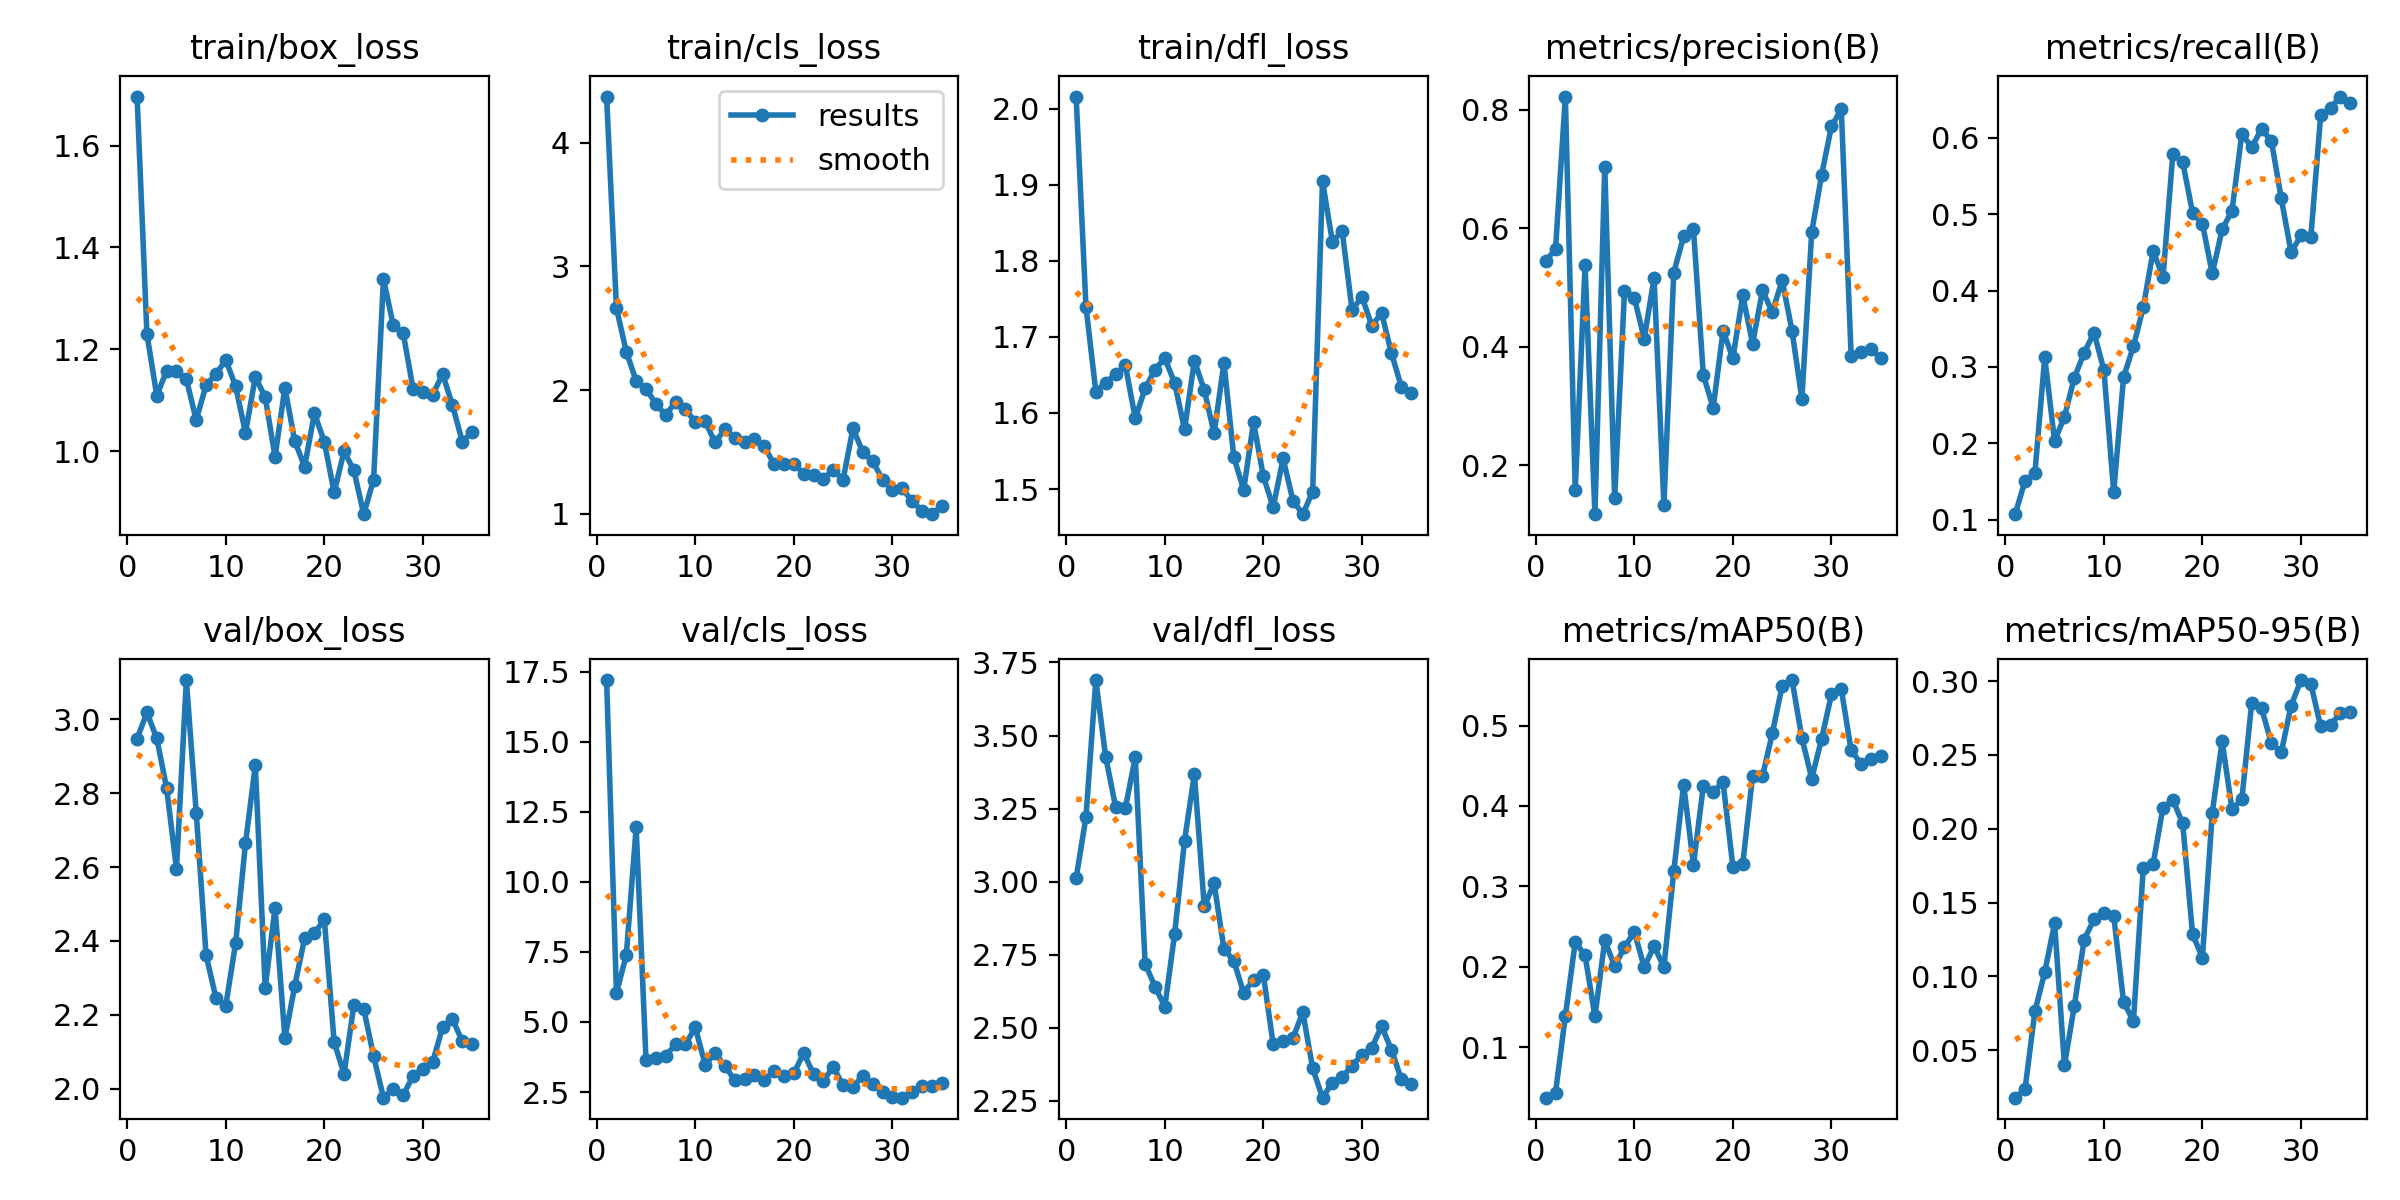 train/box_loss
train/cls_loss
train/dfl_loss
metrics/precision(B)
metrics/recall(B)
1.6
1.4
1.2
1.0
0 10 20 30
results
smooth
4
3
2
1
0 10 20 30
2.0
1.9
1.8
1.7
1.6
1.5
0 10 20 30
0.8
0.6
0.4
0.2
0 10 20 30
0.6
0.5
0.4
0.3
0.2
0.1
0 10 20 30
val/box_loss
val/cls_loss
val/dfl_loss
metrics/mAP50(B)
metrics/mAP50-95(B)
3.0
2.8
2.6
2.4
2.2
2.0
0 10 20 30
17.5
15.0
12.5
10.0
7.5
5.0
2.5
0 10 20 30
3.75
3.50
3.25
3.00
2.75
2.50
2.25
0 10 20 30
0.5
0.4
0.3
0.2
0.1
0 10 20 30
0.30
0.25
0.20
0.15
0.10
0.05
0 10 20 30